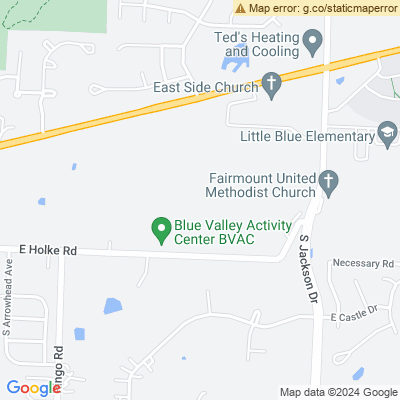 Map error: g.co/staticmaperror
Ted's Heating
and Cooling
East Side Church
Little Blue Elementary
Fairmount United
Methodist Church
Blue Valley Activity
Center BVAC
E Holke Rd
S Jackson Dr
Necessary Rd
S Arrowhead Ave
E Castle Dr
Google
Map data ©2024 Google